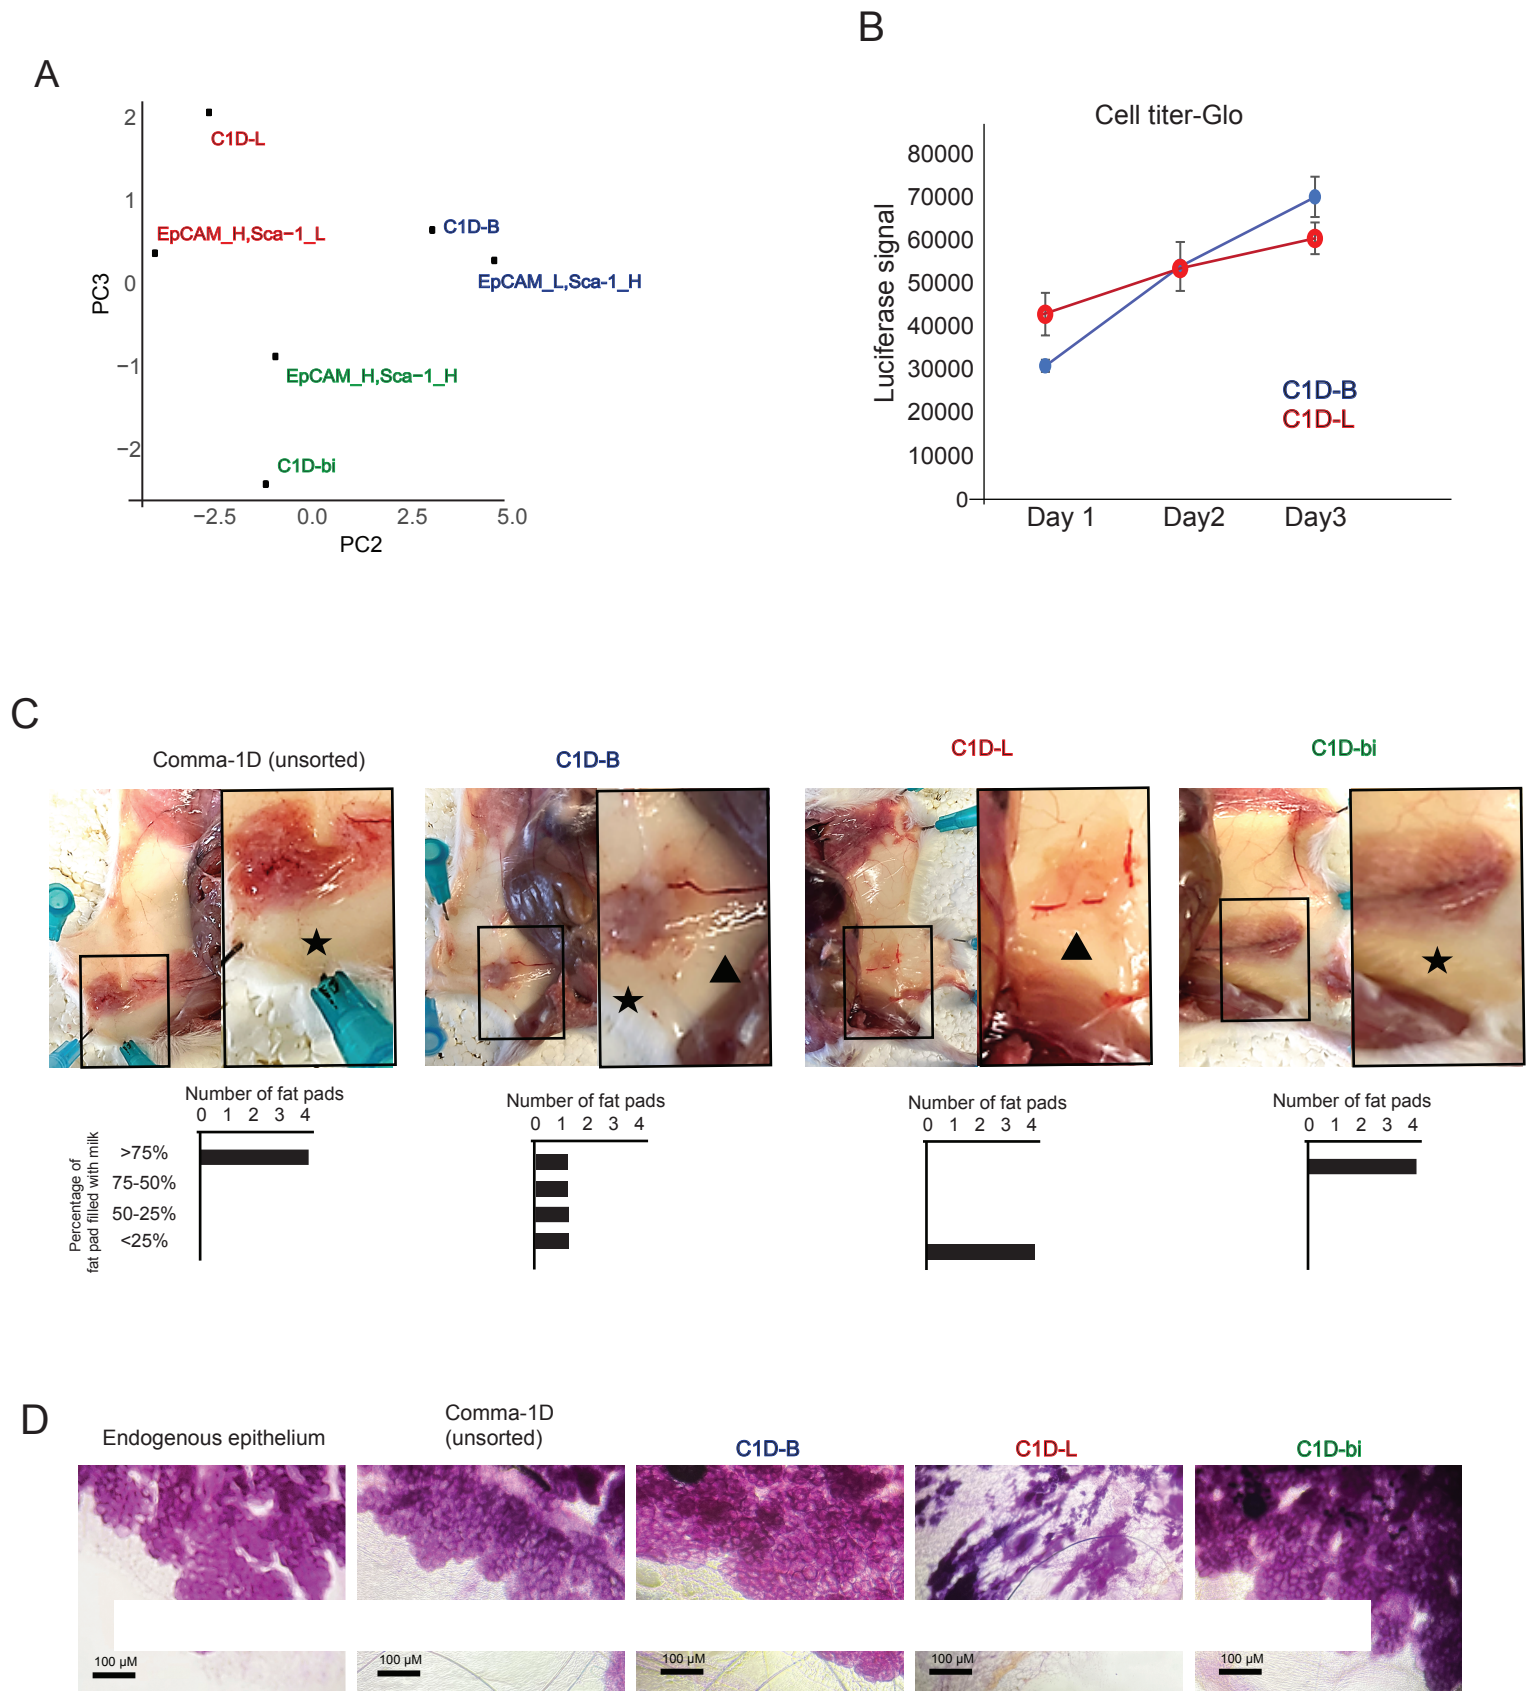 A
2
1
0
−1
−2
PC3
−2.5 0.0 2.5 5.0
PC2
C1D-L
EpCAM_H,Sca−1_L
C1D-B
EpCAM_L,Sca-1_H
EpCAM_H,Sca−1_H
C1D-bi
B
Cell titer-Glo
80000
70000
60000
50000
40000
30000
20000
10000
0
Luciferase signal
Day 1 Day2 Day3
C1D-B
C1D-L
C
Comma-1D (unsorted)
C1D-B
C1D-L
C1D-bi
Number of fat pads
0 1 2 3 4
Percentage of
fat pad filled with milk
>75%
75-50%
50-25%
<25%
Number of fat pads
0 1 2 3 4
Number of fat pads
0 1 2 3 4
Number of fat pads
0 1 2 3 4
D
Endogenous epithelium
Comma-1D
(unsorted)
C1D-B
C1D-L
C1D-bi
100 µM
100 µM
100 µM
100 µM
100 µM